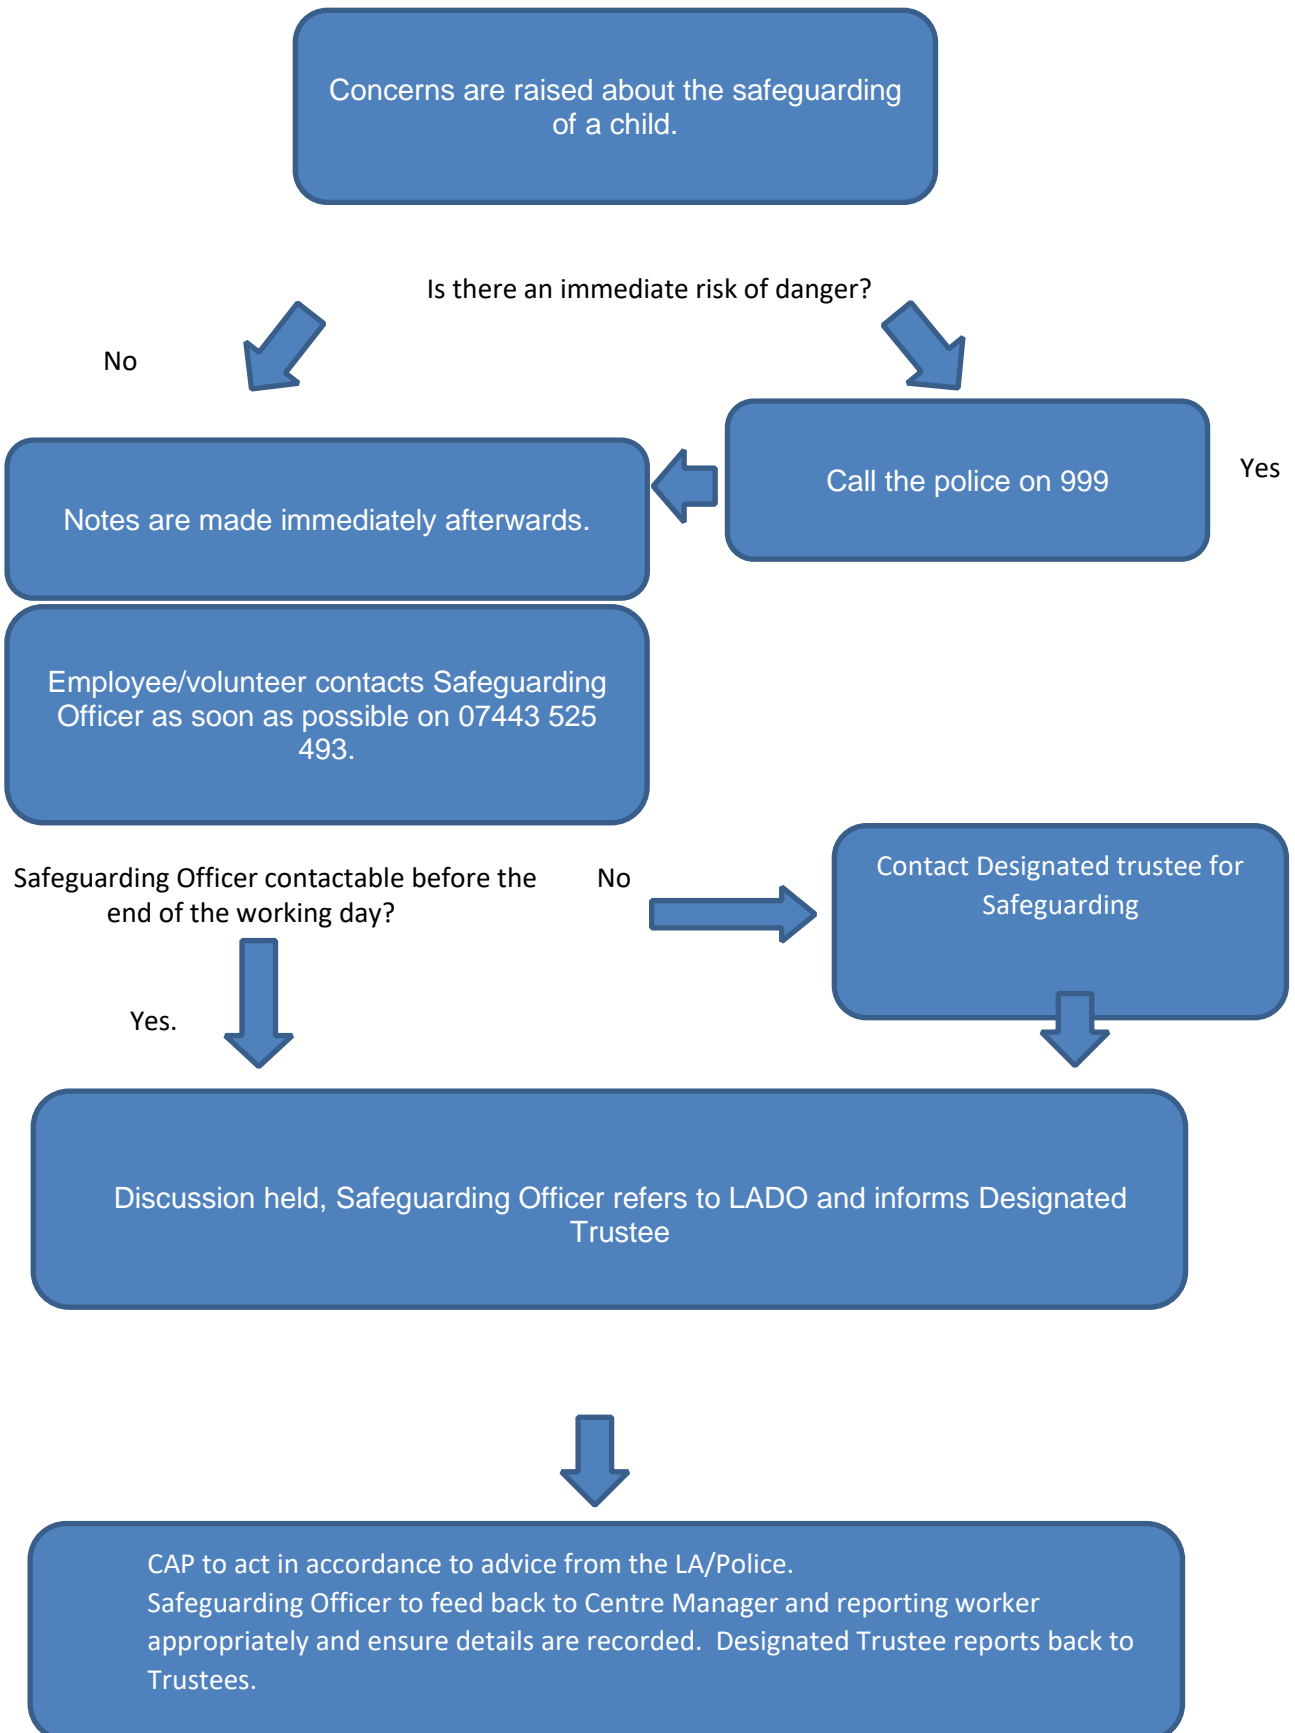 Concerns are raised about the safeguarding
of a child.
Is there an immediate risk of danger?
No
Call the police on 999
Yes
Notes are made immediately afterwards.
Employee/volunteer contacts Safeguarding
Officer as soon as possible on 07443 525
493.
Safeguarding Officer contactable before the
end of the working day?
No
Contact Designated trustee for
Safeguarding
Yes.
Discussion held, Safeguarding Officer refers to LADO and informs Designated
Trustee
CAP to act in accordance to advice from the LA/Police.
Safeguarding Officer to feed back to Centre Manager and reporting worker
appropriately and ensure details are recorded.  Designated Trustee reports back to
Trustees.